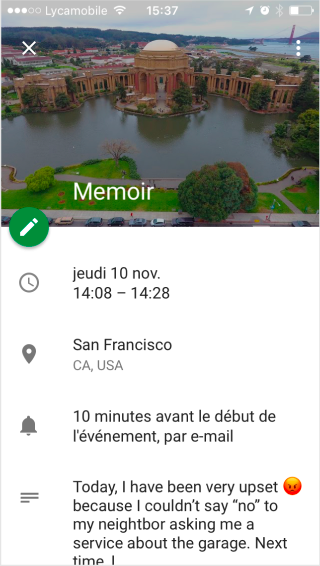 Lycamobile 15:37
Memoir
jeudi 10 nov.
14:08 – 14:28
San Francisco
CA, USA
10 minutes avant le début de
l'événement, par e-mail
Today, I have been very upset 😡
because I couldn't say “no” to
my neightbor asking me a
service about the garage. Next
time, I